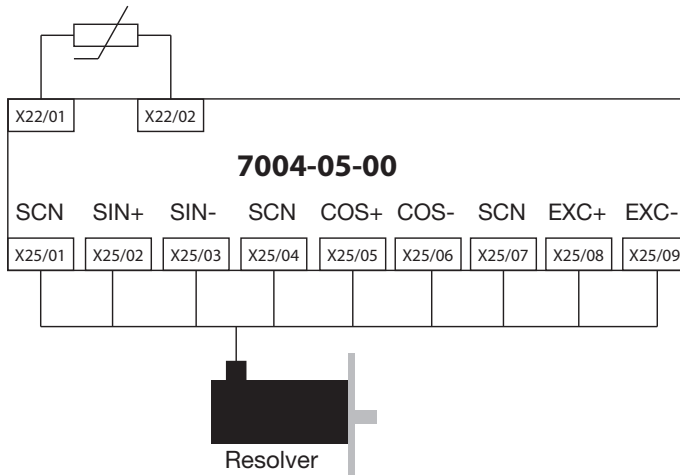 X22/01 X22/02
7004-05-00
SCN SIN+ SIN- SCN COS+ COS- SCN EXC+ EXC-
X25/01 X25/02 X25/03 X25/04 X25/05 X25/06 X25/07 X25/08 X25/09
Resolver